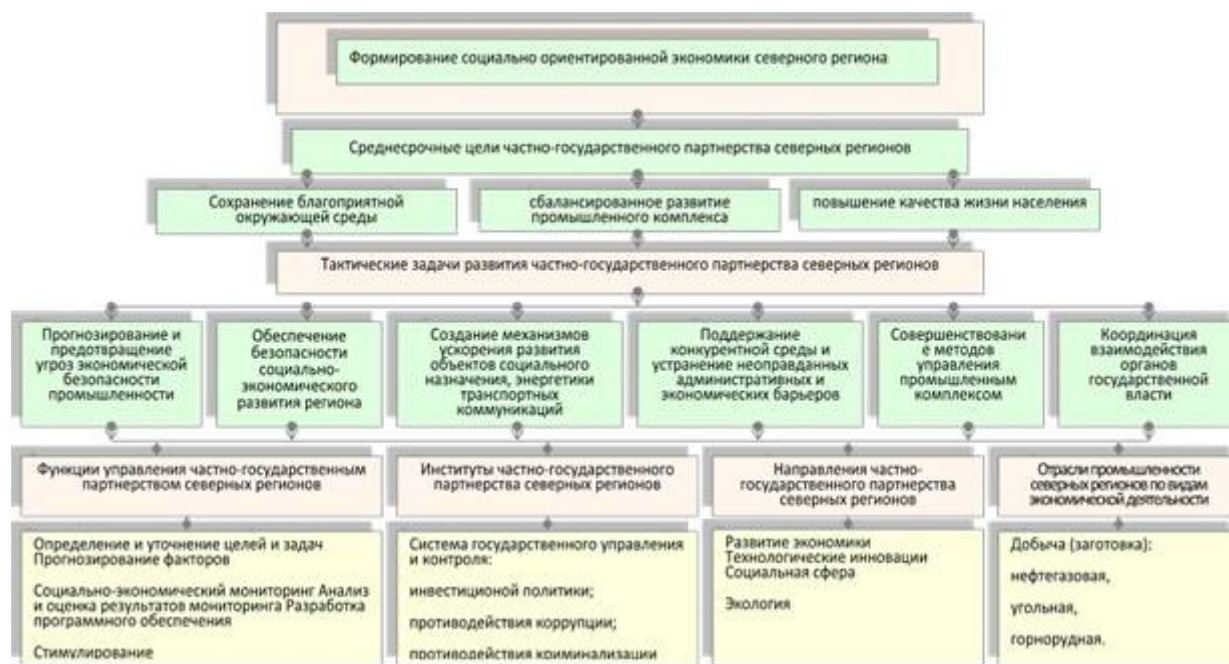 Формирование социально ориентированной экономики северного региона
Среднесрочные цели частно-государственного партнерства северных регионов
Сохранение благоприятной
окружающей среды
сбалансированное развитие
промышленного комплекса
повышение качества жизни населения
Тактические задачи развития частно-государственного партнерства северных регионов
Прогнозирование и
предотвращение
угроз экономической
безопасности
промышленности
Обеспечение
безопасности
социально-
экономического
развития региона
Создание механизмов
ускорения развития
объектов социального
назначения, энергетики
транспортных
коммуникаций
Поддержание
конкурентной среды и
устранение неоправданных
административных и
экономических барьеров
Совершенствовани
е методов
управления
промышленным
комплексом
Координация
взаимодействия
органов
государственной
власти
Функции управления частно-государственным
партнерством северных регионов
Институты частно-государственного
партнерства северных регионов
Направления частно-
государственного партнерства
северных регионов
Отрасли промышленности
северных регионов по видам
экономической деятельности
Определение и уточнение целей и задач
Прогнозирование факторов
Социально-экономический мониторинг Анализ
и оценка результатов мониторинга Разработка
программного обеспечения
Стимулирование
Система государственного управления
и контроля:
инвестиционой политики;
противодействия коррупции;
противодействия криминализации
Развитие экономики
Технологические инновации
Социальная сфера
Экология
Добыча (заготовка):
нефтегазовая,
угольная,
горнорудная.